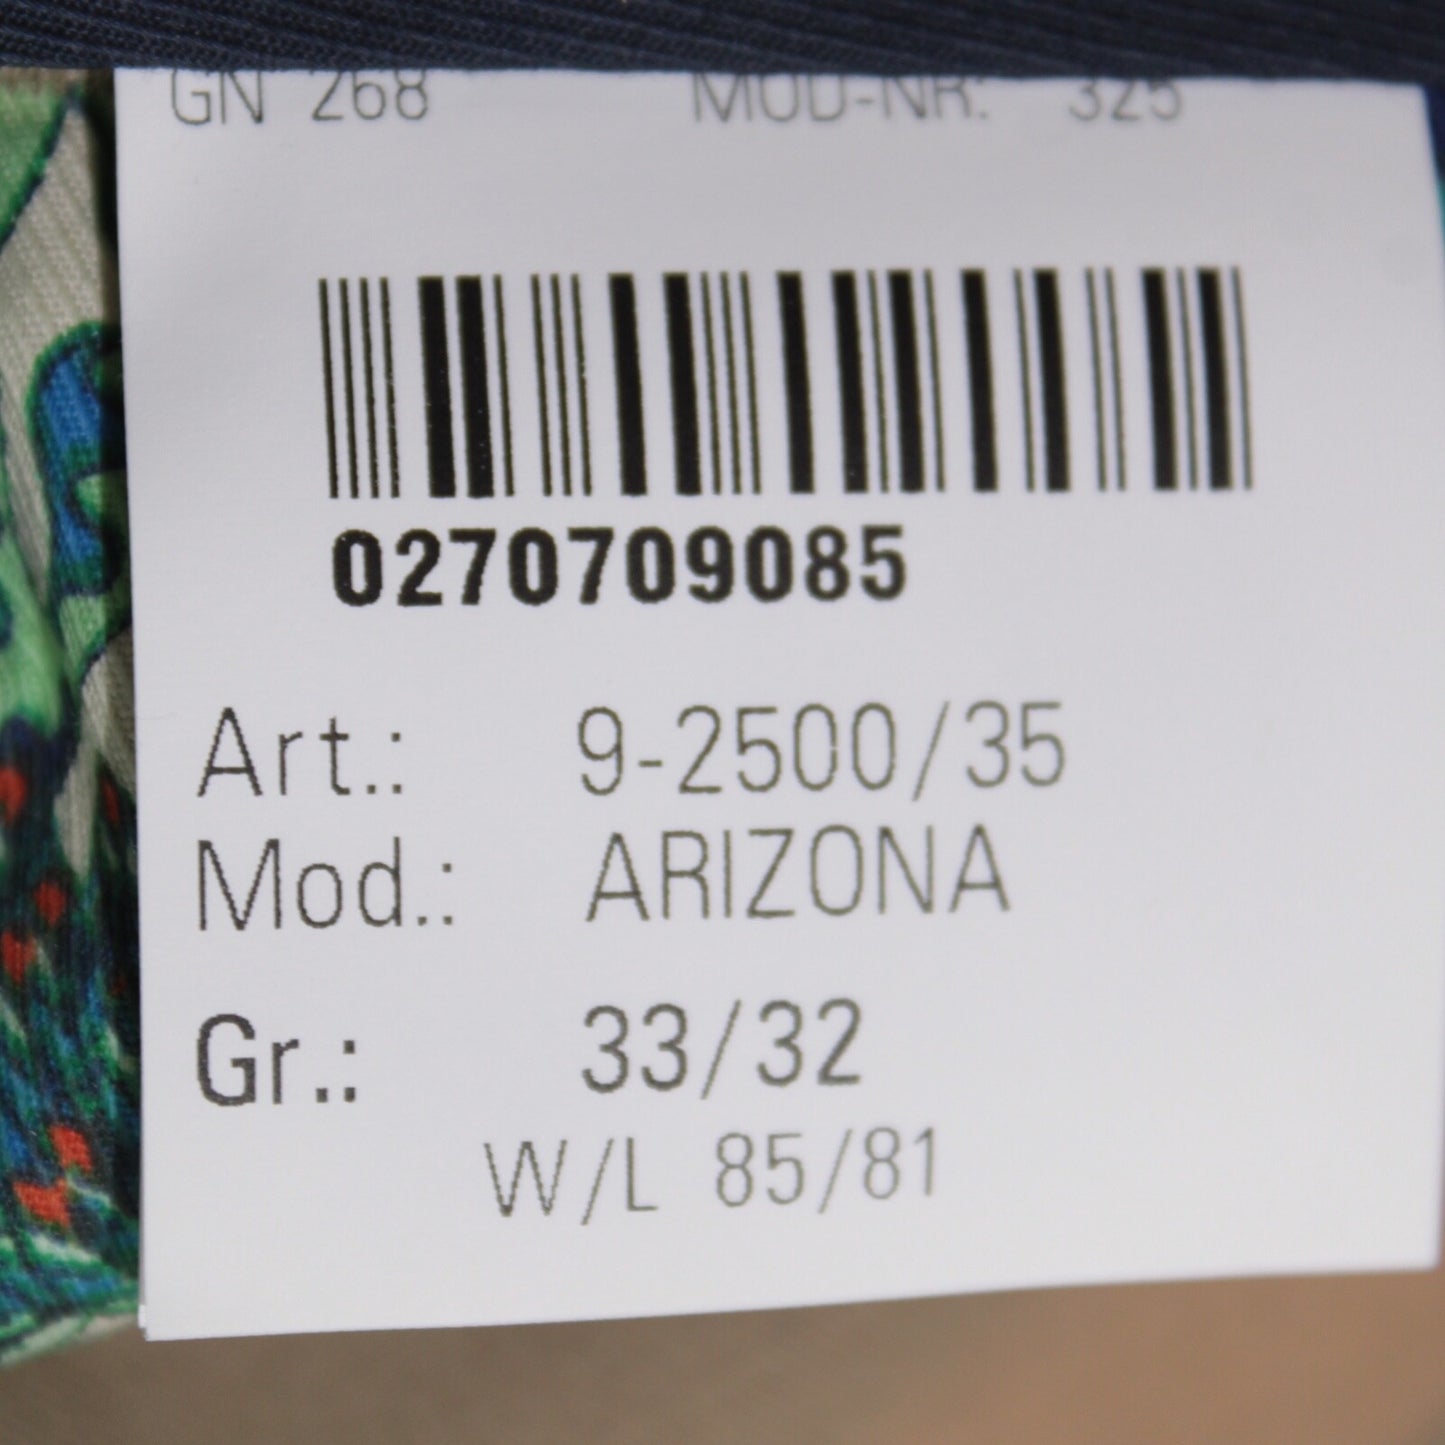 GN 268 MOD-NR: 325
0270709085
Art.: 9-2500/35
Mod.: ARIZONA
Gr.: 33/32
W/L 85/81